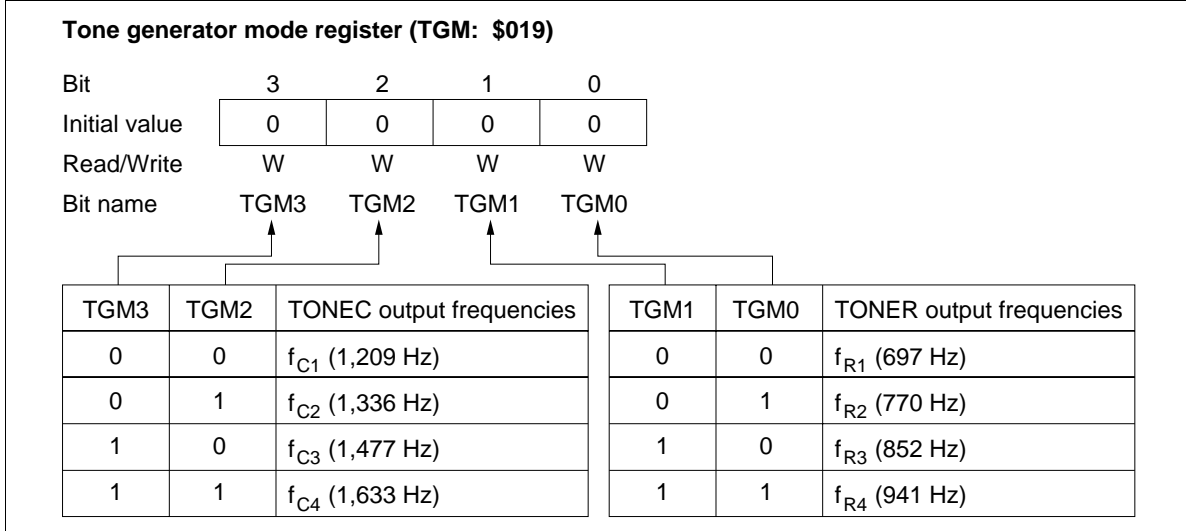 Tone generator mode register (TGM: $019)
Bit 3 2 1 0
Initial value 0 0 0 0
Read/Write W W W W
Bit name TGM3 TGM2 TGM1 TGM0
TGM3 TGM2 TONEC output frequencies
0 0 fC1 (1,209 Hz)
0 1 fC2 (1,336 Hz)
1 0 fC3 (1,477 Hz)
1 1 fC4 (1,633 Hz)
TGM1 TGM0 TONER output frequencies
0 0 fR1 (697 Hz)
0 1 fR2 (770 Hz)
1 0 fR3 (852 Hz)
1 1 fR4 (941 Hz)